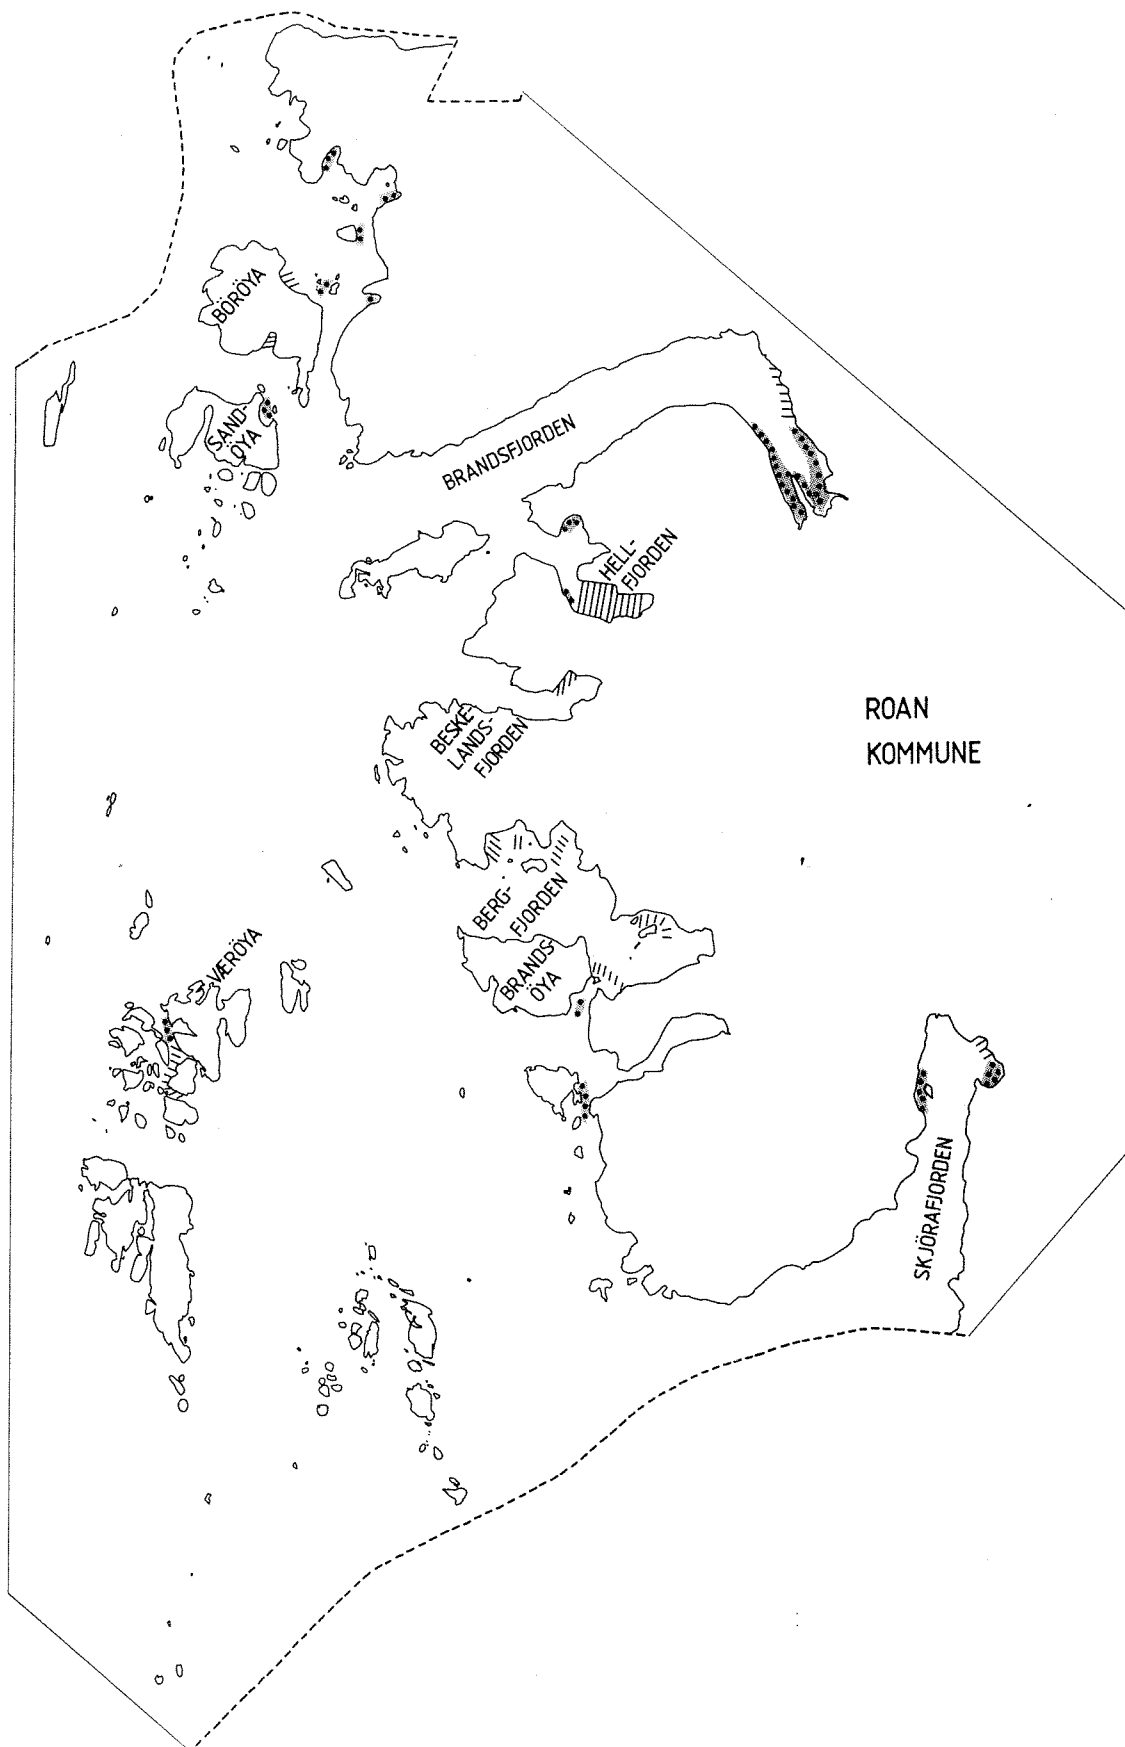 BÖRÖYA
SAND-
ÖYA
BRANDSFJORDEN
HELL-
FJORDEN
ROAN
KOMMUNE
BESKE-
LANDS-
FJORDEN
BERG-
FJORDEN
VÆRÖYA
BRANDS-
ÖYA
SKJÖRAFJORDEN